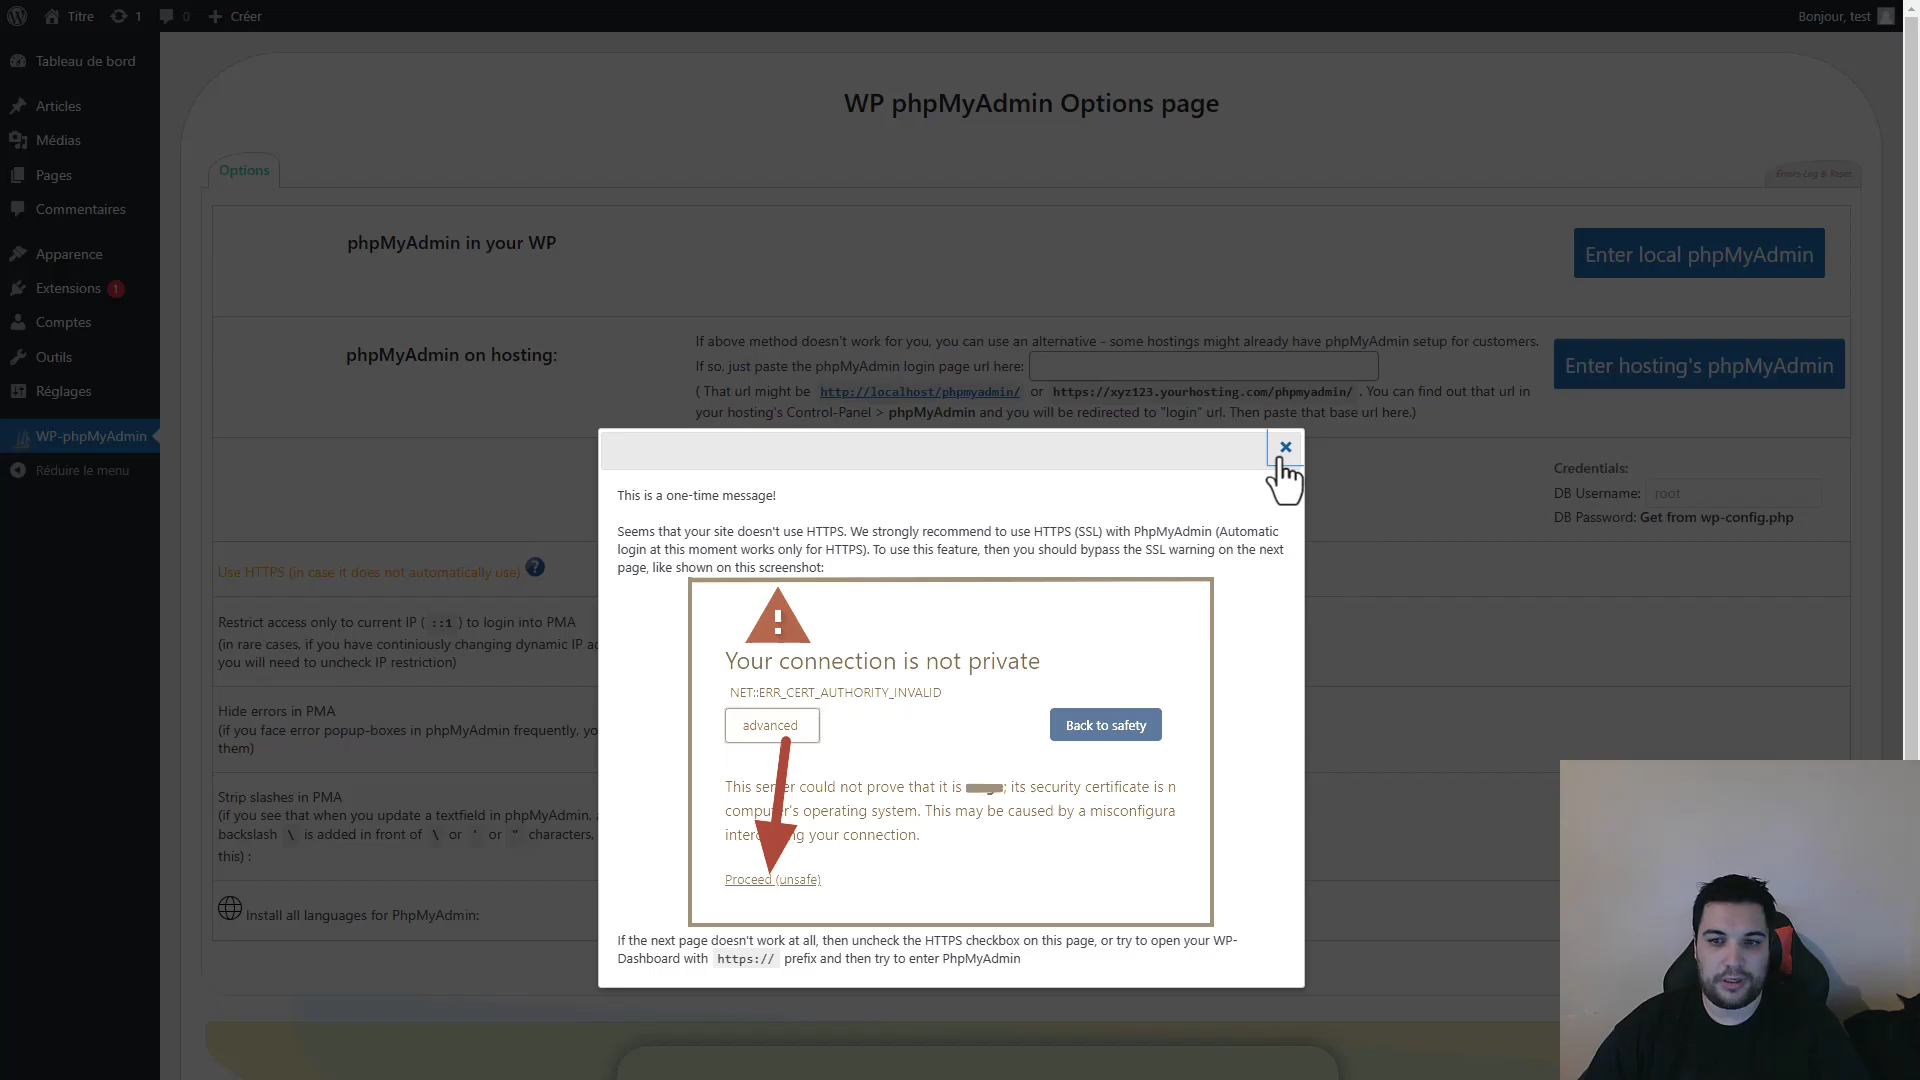 Titre
1
0
Créer
Bonjour, test
Tableau de bord
Articles
Médias
Pages
Commentaires
Apparence
Extensions 1
Comptes
Outils
Réglages
WP-phpMyAdmin
Réduire le menu
WP phpMyAdmin Options page
Options
Errors-Log & Reset
phpMyAdmin in your WP
Enter local phpMyAdmin
phpMyAdmin on hosting:
If above method doesn't work for you, you can use an alternative - some hostings might already have phpMyAdmin setup for customers.
If so, just paste the phpMyAdmin login page url here:
( That url might be http://localhost/phpmyadmin/ or https://xyz123.yourhosting.com/phpmyadmin/ . You can find out that url in
your hosting's Control-Panel > phpMyAdmin and you will be redirected to "login" url. Then paste that base url here.)
Enter hosting's phpMyAdmin
Credentials:
DB Username: root
DB Password: Get from wp-config.php
Use HTTPS (in case it does not automatically use) ?
Restrict access only to current IP ( ::1 ) to login into PMA
(in rare cases, if you have continiously changing dynamic IP ad
you will need to uncheck IP restriction)
Hide errors in PMA
(if you face error popup-boxes in phpMyAdmin frequently, yo
them)
Strip slashes in PMA
(if you see that when you update a textfield in phpMyAdmin,
backslash \ is added in front of \ or ' or " characters,
this) :
Install all languages for PhpMyAdmin:
This is a one-time message!
Seems that your site doesn't use HTTPS. We strongly recommend to use HTTPS (SSL) with PhpMyAdmin (Automatic
login at this moment works only for HTTPS). To use this feature, then you should bypass the SSL warning on the next
page, like shown on this screenshot:
Your connection is not private
NET::ERR_CERT_AUTHORITY_INVALID
advanced
Back to safety
This server could not prove that it is ; its security certificate is n
computer's operating system. This may be caused by a misconfigura
your connection.
Proceed (unsafe)
If the next page doesn't work at all, then uncheck the HTTPS checkbox on this page, or try to open your WP-
Dashboard with https:// prefix and then try to enter PhpMyAdmin